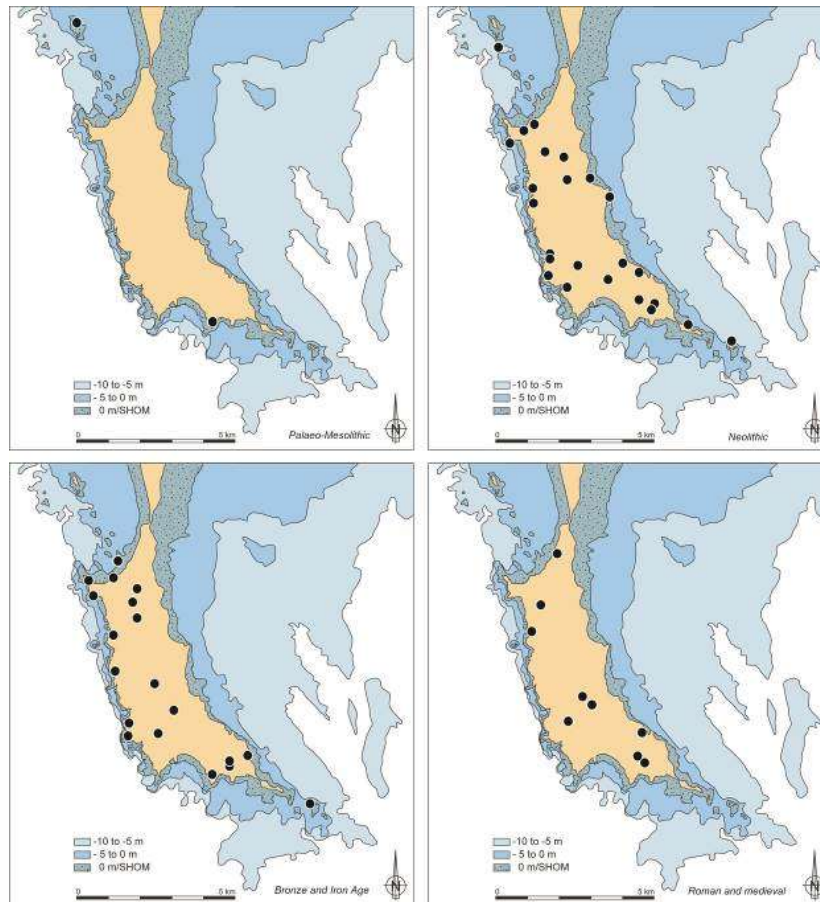 -10 to -5 m
- 5 to 0 m
0 m/SHOM
0 5 km
Palaeo-Mesolithic
N
-10 to -5 m
- 5 to 0 m
0 m/SHOM
0 5 km
Neolithic
N
-10 to -5 m
- 5 to 0 m
0 m/SHOM
0 5 km
Bronze and Iron Age
N
-10 to -5 m
- 5 to 0 m
0 m/SHOM
0 5 km
Roman and medieval
N